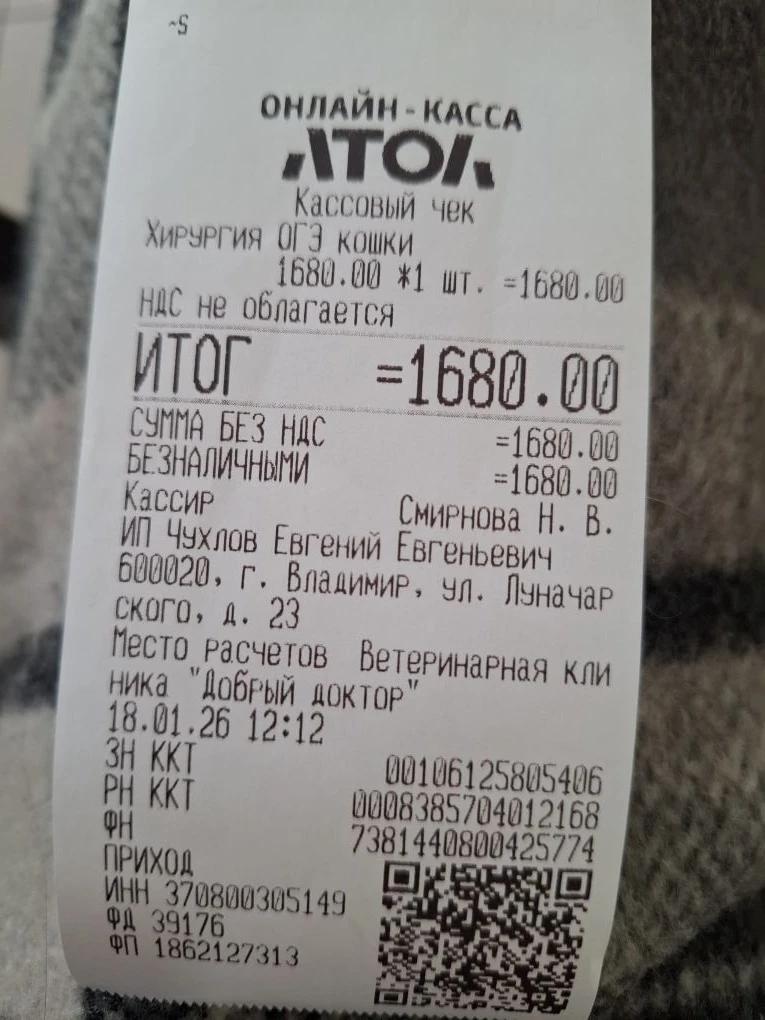 ~S
ОНЛАЙН-КАССА
АТОЛ
Кассовый чек
Хирургия ОГЭ кошки
1680.00 *1 шт. =1680.00
НДС не облагается
ИТОГ =1680.00
СУММА БЕЗ НДС =1680.00
БЕЗНАЛИЧНЫМИ =1680.00
Кассир Смирнова Н. В.
ИП Чухлов Евгений Евгеньевич
600020, г. Владимир, ул. Луначар
ского, д. 23
Место расчетов Ветеринарная кли
ника "Добрый доктор"
18.01.26 12:12
ЗН ККТ 00106125805406
РН ККТ 0008385704012168
ФН 7381440800425774
ПРИХОД
ИНН 370800305149
ФД 39176
ФП 1862127313